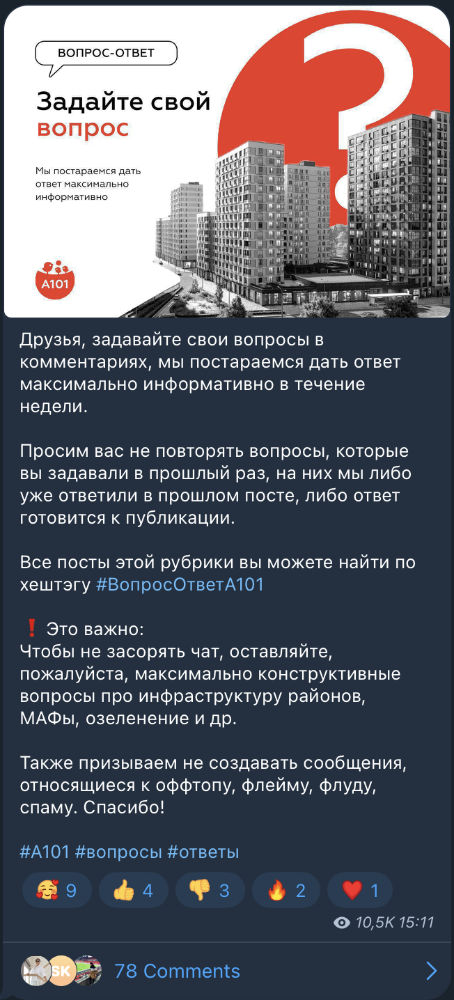 ВОПРОС-ОТВЕТ
Задайте свой
вопрос
Мы постараемся дать
ответ максимально
информативно
А101
Друзья, задавайте свои вопросы в
комментариях, мы постараемся дать ответ
максимально информативно в течение
недели.
Просим вас не повторять вопросы, которые
вы задавали в прошлый раз, на них мы либо
уже ответили в прошлом посте, либо ответ
готовится к публикации.
Все посты этой рубрики вы можете найти по
хештэгу #ВопросОтветА101
❗ Это важно:
Чтобы не засорять чат, оставляйте,
пожалуйста, максимально конструктивные
вопросы про инфраструктуру районов,
МАФы, озеленение и др.
Также призываем не создавать сообщения,
относящиеся к оффтопу, флейму, флуду,
спаму. Спасибо!
#А101 #вопросы #ответы
🥰 9 👍 4 👎 3 🔥 2 ❤️ 1
10,5K 15:11
SK 78 Comments